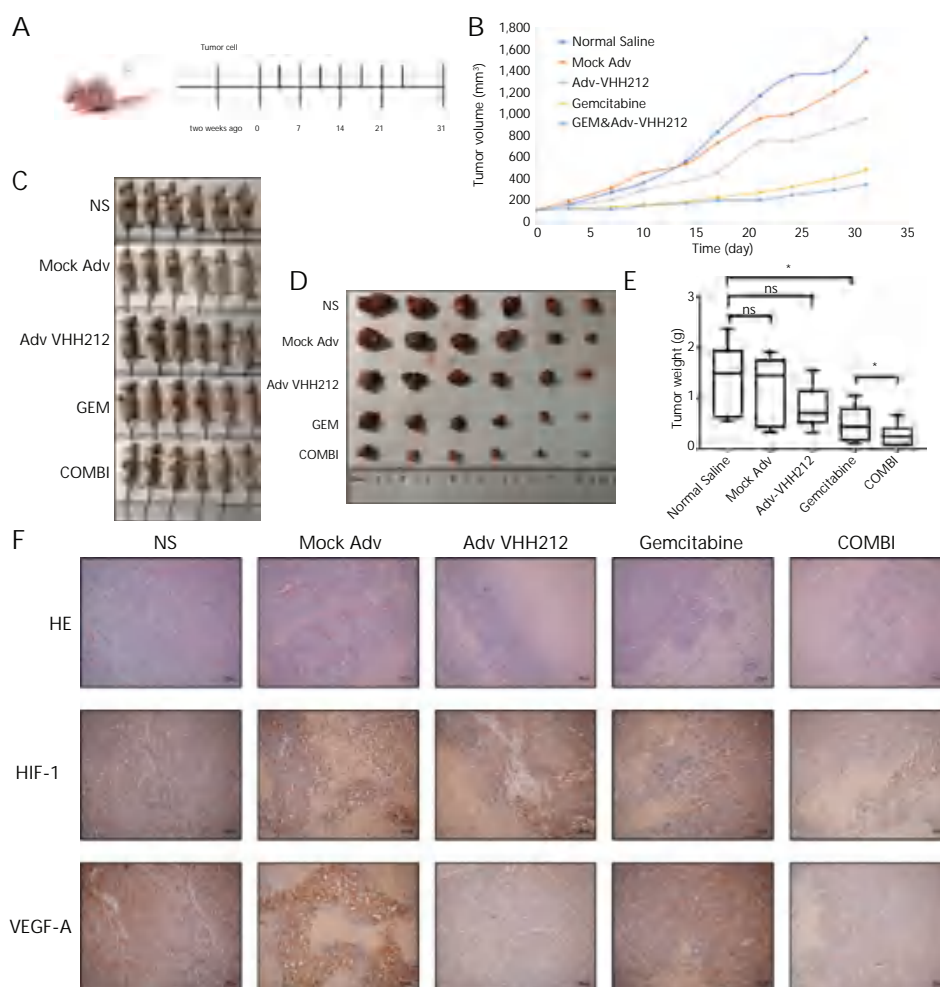 A
Tumor cell
two weeks ago 0 7 14 21 31
B
Tumor volume (mm³)
1,800
1,600
1,400
1,200
1,000
800
600
400
200
0
0 5 10 15 20 25 30 35
Time (day)
Normal Saline
Mock Adv
Adv-VHH212
Gemcitabine
GEM&Adv-VHH212
C
NS
Mock Adv
Adv VHH212
GEM
COMBI
D
NS
Mock Adv
Adv VHH212
GEM
COMBI
E
Tumor weight (g)
3
2
1
0
*
ns
ns
*
Normal Saline
Mock Adv
Adv-VHH212
Gemcitabine
COMBI
F
NS Mock Adv Adv VHH212 Gemcitabine COMBI
HE
HIF-1
VEGF-A